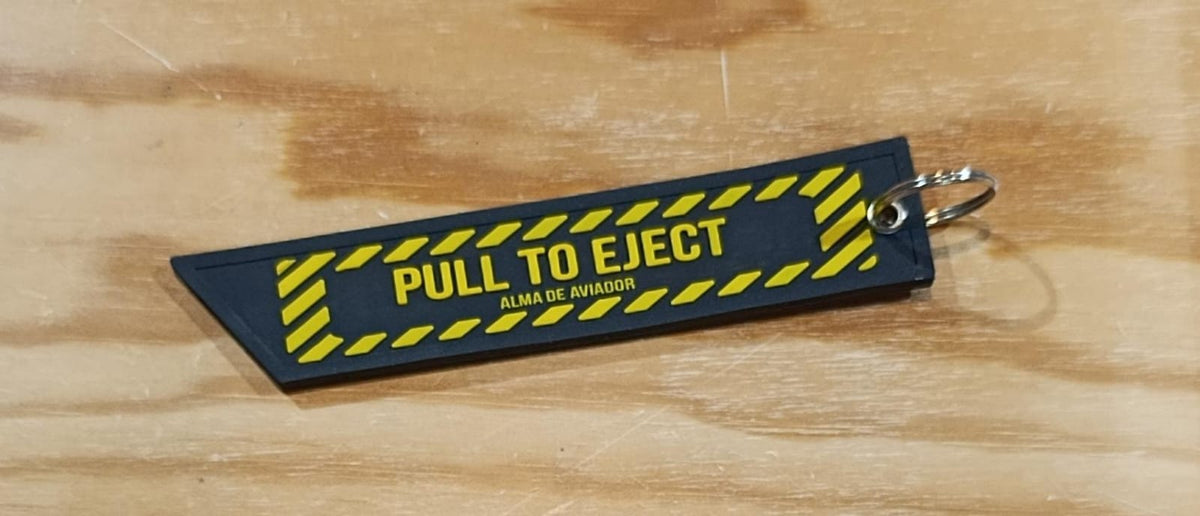 PULL TO EJECT
ALMA DE AVIADOR